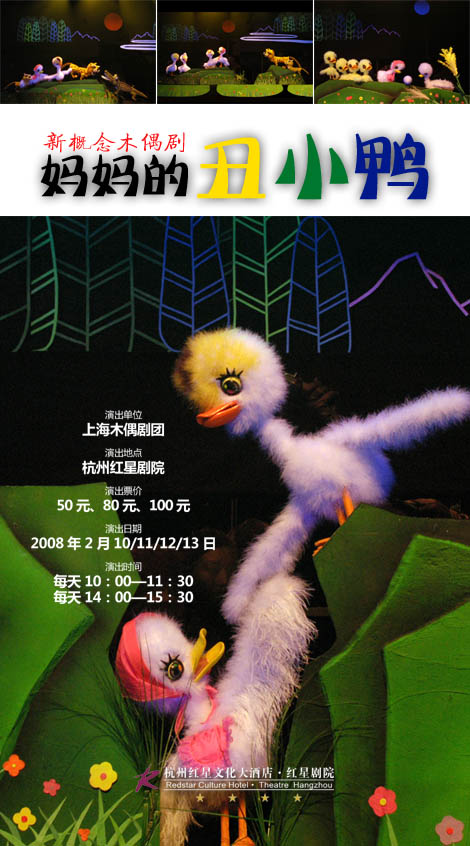 新概念木偶剧
妈妈的丑小鸭
演出单位
上海木偶剧团
演出地点
杭州红星剧院
演出票价
50元、80元、100元
演出日期
2008年2月10/11/12/13日
演出时间
每天10：00—11：30
每天14：00—15：30
杭州红星文化大酒店·红星剧院
Redstar Culture Hotel · Theatre Hangzhou